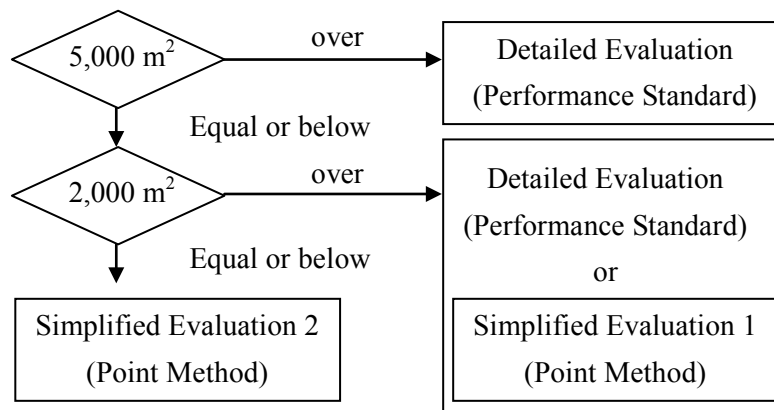 5,000 m²
over
Detailed Evaluation
(Performance Standard)
Equal or below
2,000 m²
over
Detailed Evaluation
(Performance Standard)
or
Equal or below
Simplified Evaluation 2
(Point Method)
Simplified Evaluation 1
(Point Method)